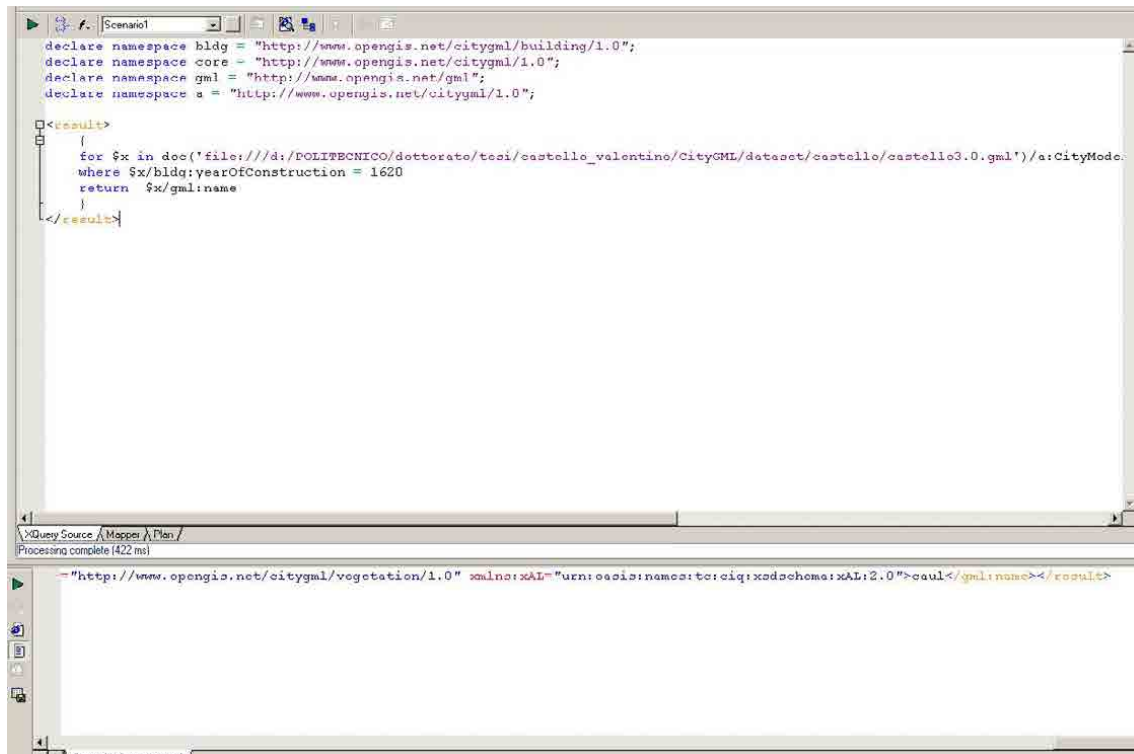 Scenario1
declare namespace bldg = "http://www.opengis.net/citygml/building/1.0";
declare namespace core = "http://www.opengis.net/citygml/1.0";
declare namespace gml = "http://www.opengis.net/gml";
declare namespace a = "http://www.opengis.net/citygml/1.0";
<result>
{
for $x in doc('file:///d:/POLITECNICO/dottorato/tesi/castello_valentino/CityGML/dataset/castello/castello3.0.gml')/a:CityMode
where $x/bldg:yearOfConstruction = 1620
return $x/gml:name
}
</result>
XQuery Source Mapper Plan
Processing complete (422 ms)
="http://www.opengis.net/citygml/vegetation/1.0" xmlns:xAL="urn:oasis:names:tc:ciq:xsdschema:xAL:2.0">caul</gml:name></result>